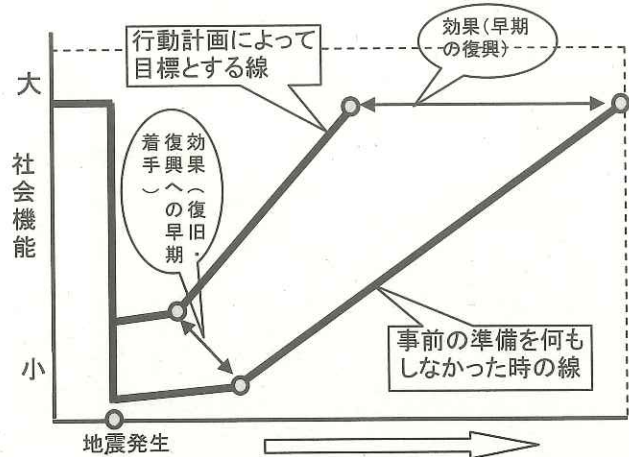 行動計画によって
目標とする線
効果(早期
の復興)
大
社会機能
小
効果(復旧・
復興への早期
着手)
事前の準備を何も
しなかった時の線
地震発生